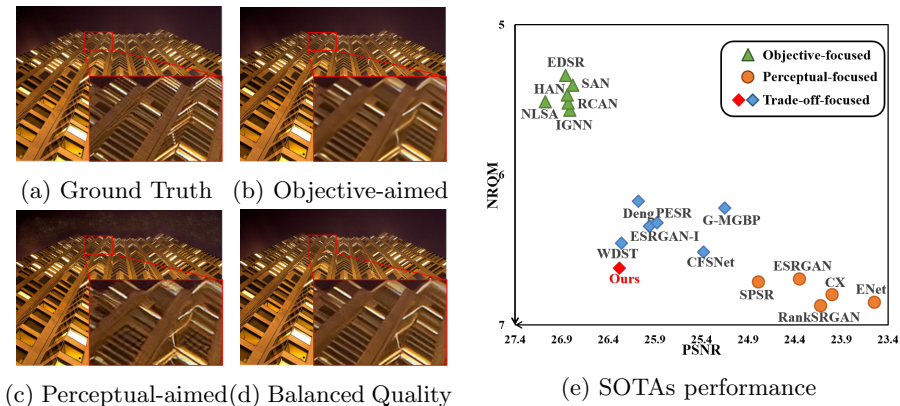 (a) Ground Truth
(b) Objective-aimed
(c) Perceptual-aimed
(d) Balanced Quality
5
6
7
NRQM
Objective-focused
Perceptual-focused
Trade-off-focused
EDSR
SAN
HAN
RCAN
NLSA
IGNN
Deng
PESR
G-MGBP
ESRGAN-I
WDST
CFSNet
Ours
ESRGAN
SPSR
CX
ENet
RankSRGAN
27.4 26.9 26.4 25.9 25.4 24.9 24.4 23.9 23.4
PSNR
(e) SOTAs performance